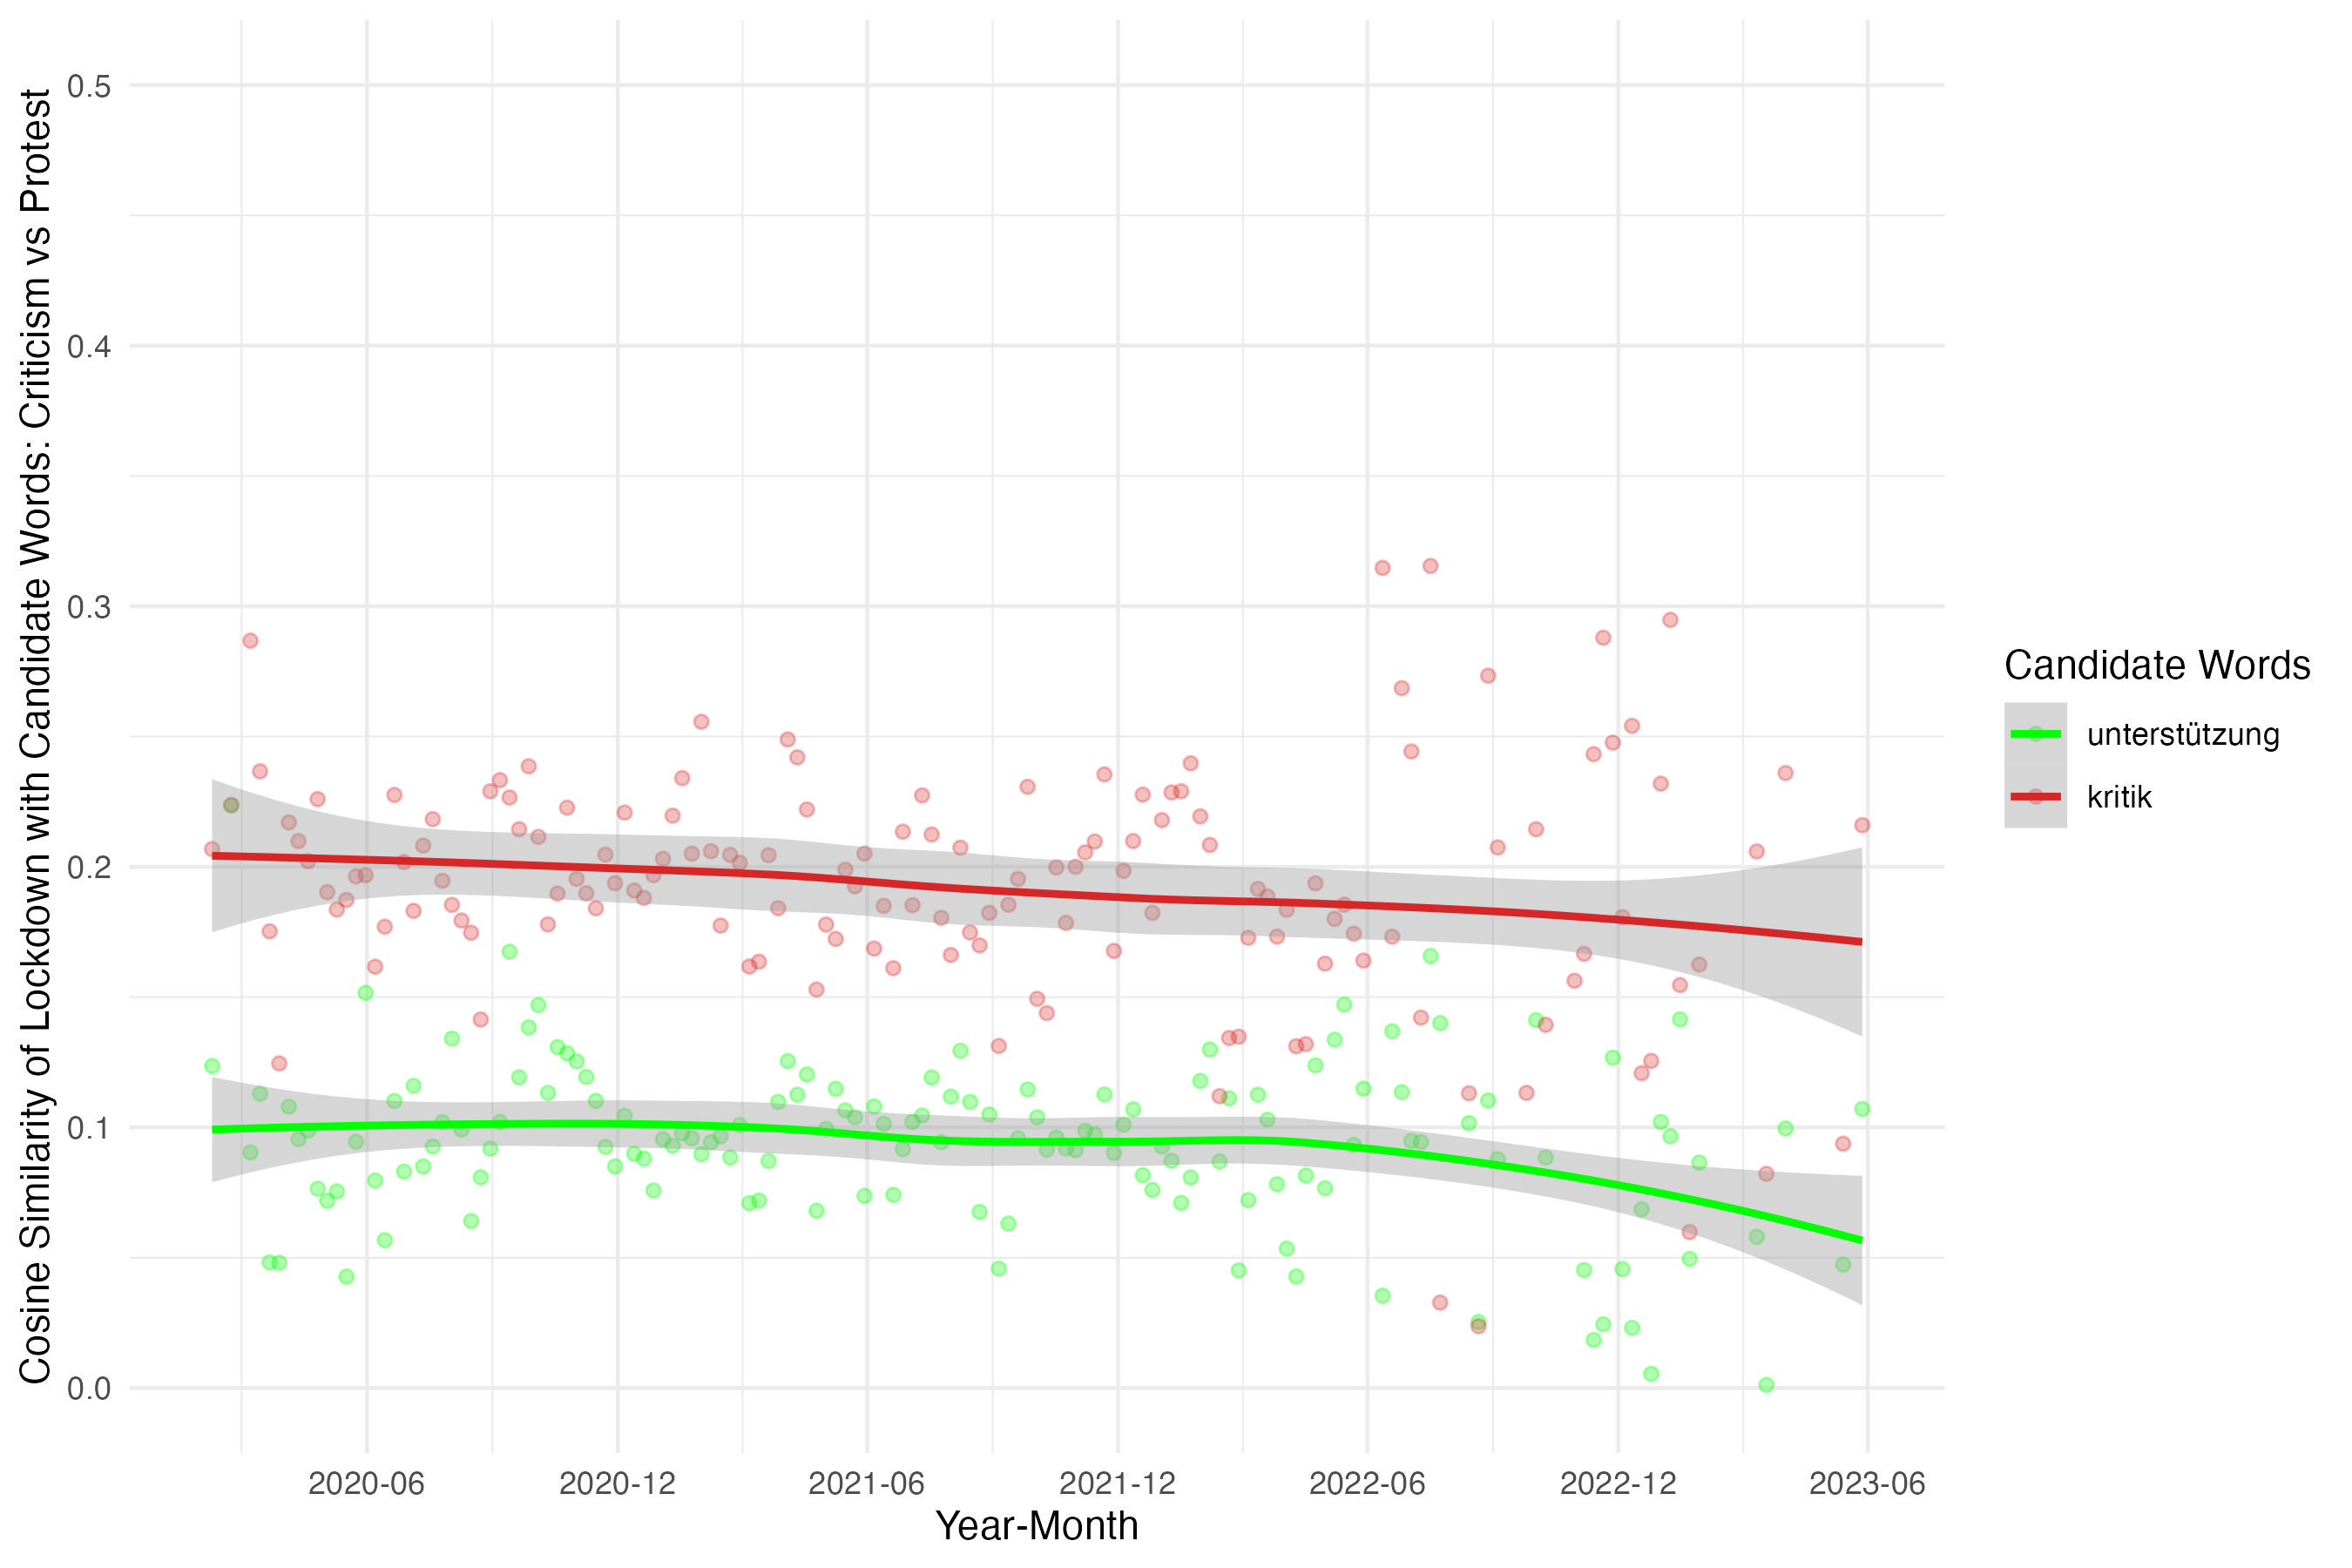 Cosine Similarity of Lockdown with Candidate Words: Criticism vs Protest
0.5
0.4
0.3
0.2
0.1
0.0
2020-06
2020-12
2021-06
2021-12
2022-06
2022-12
2023-06
Year-Month
Candidate Words
unterstützung
kritik